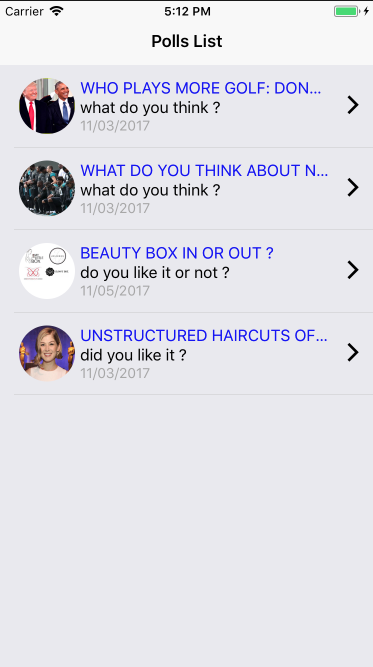 Carrier 5:12 PM
Polls List
WHO PLAYS MORE GOLF: DON...
what do you think ?
11/03/2017
WHAT DO YOU THINK ABOUT N...
what do you think ?
11/03/2017
BEAUTY BOX IN OR OUT ?
do you like it or not ?
11/05/2017
UNSTRUCTURED HAIRCUTS OF...
did you like it ?
11/03/2017